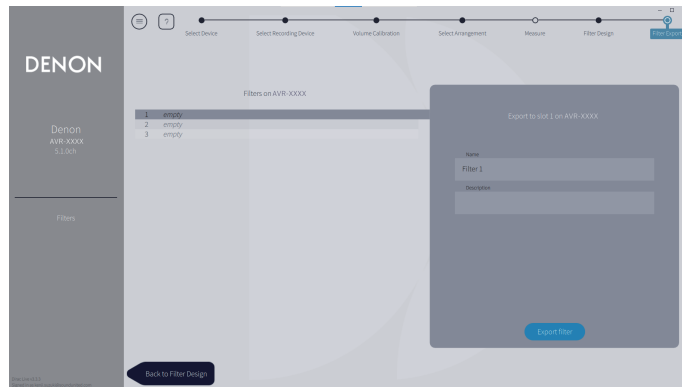 ?
Select Device
Select Recording Device
Volume Calibration
Select Arrangement
Measure
Filter Design
Filter Export
DENON
Denon
AVR-XXXX
5.1.0ch
Filters
Filters on AVR-XXXX
1 empty
2 empty
3 empty
Export to slot 1 on AVR-XXXX
Name
Filter 1
Description
Export filter
Back to Filter Design